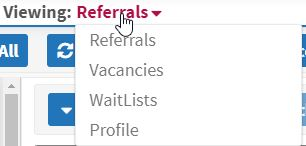 Viewing: Referrals
All
Referrals
Vacancies
WaitLists
Profile